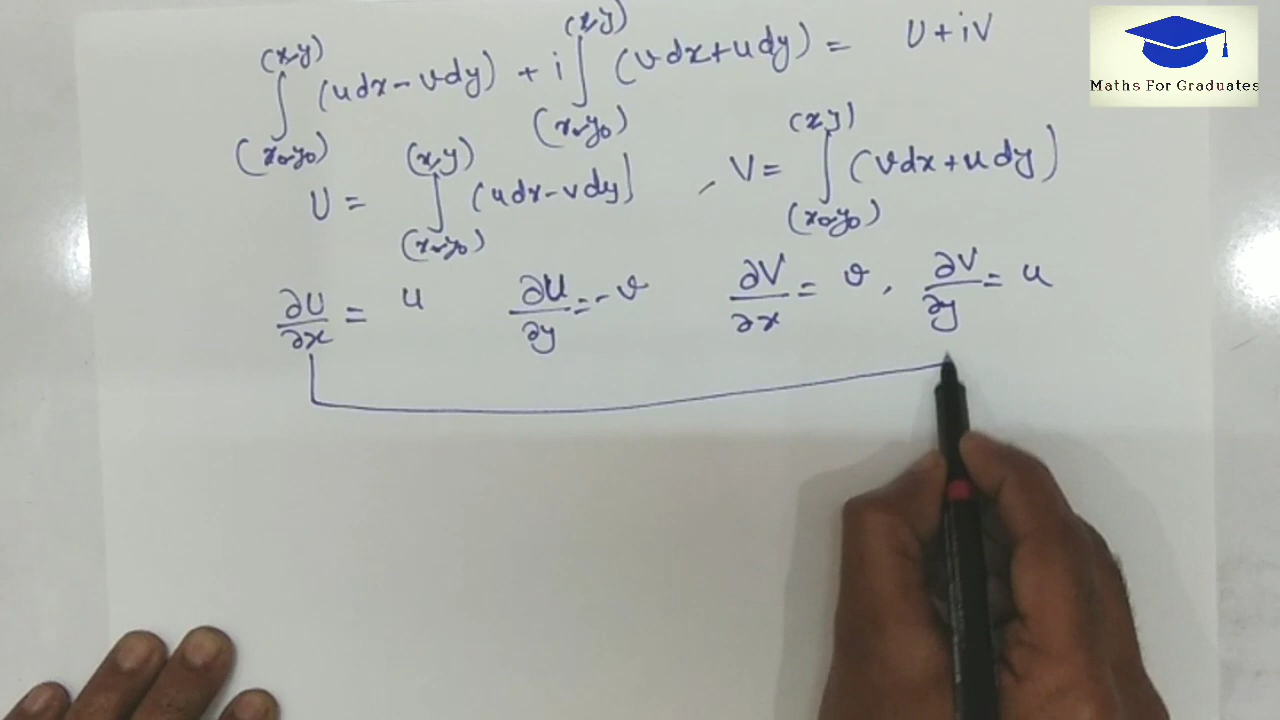 (x,y) (x,y)
∫ (udx - vdy) + i ∫ (vdx + udy) = U + iV
(x₀,y₀) (x₀,y₀)
(x,y) (x,y)
U = ∫ (udx - vdy) , V = ∫ (vdx + udy)
(x₀,y₀) (x₀,y₀)
∂U/∂x = u ∂U/∂y = -v ∂V/∂x = v , ∂V/∂y = u
Maths For Graduates